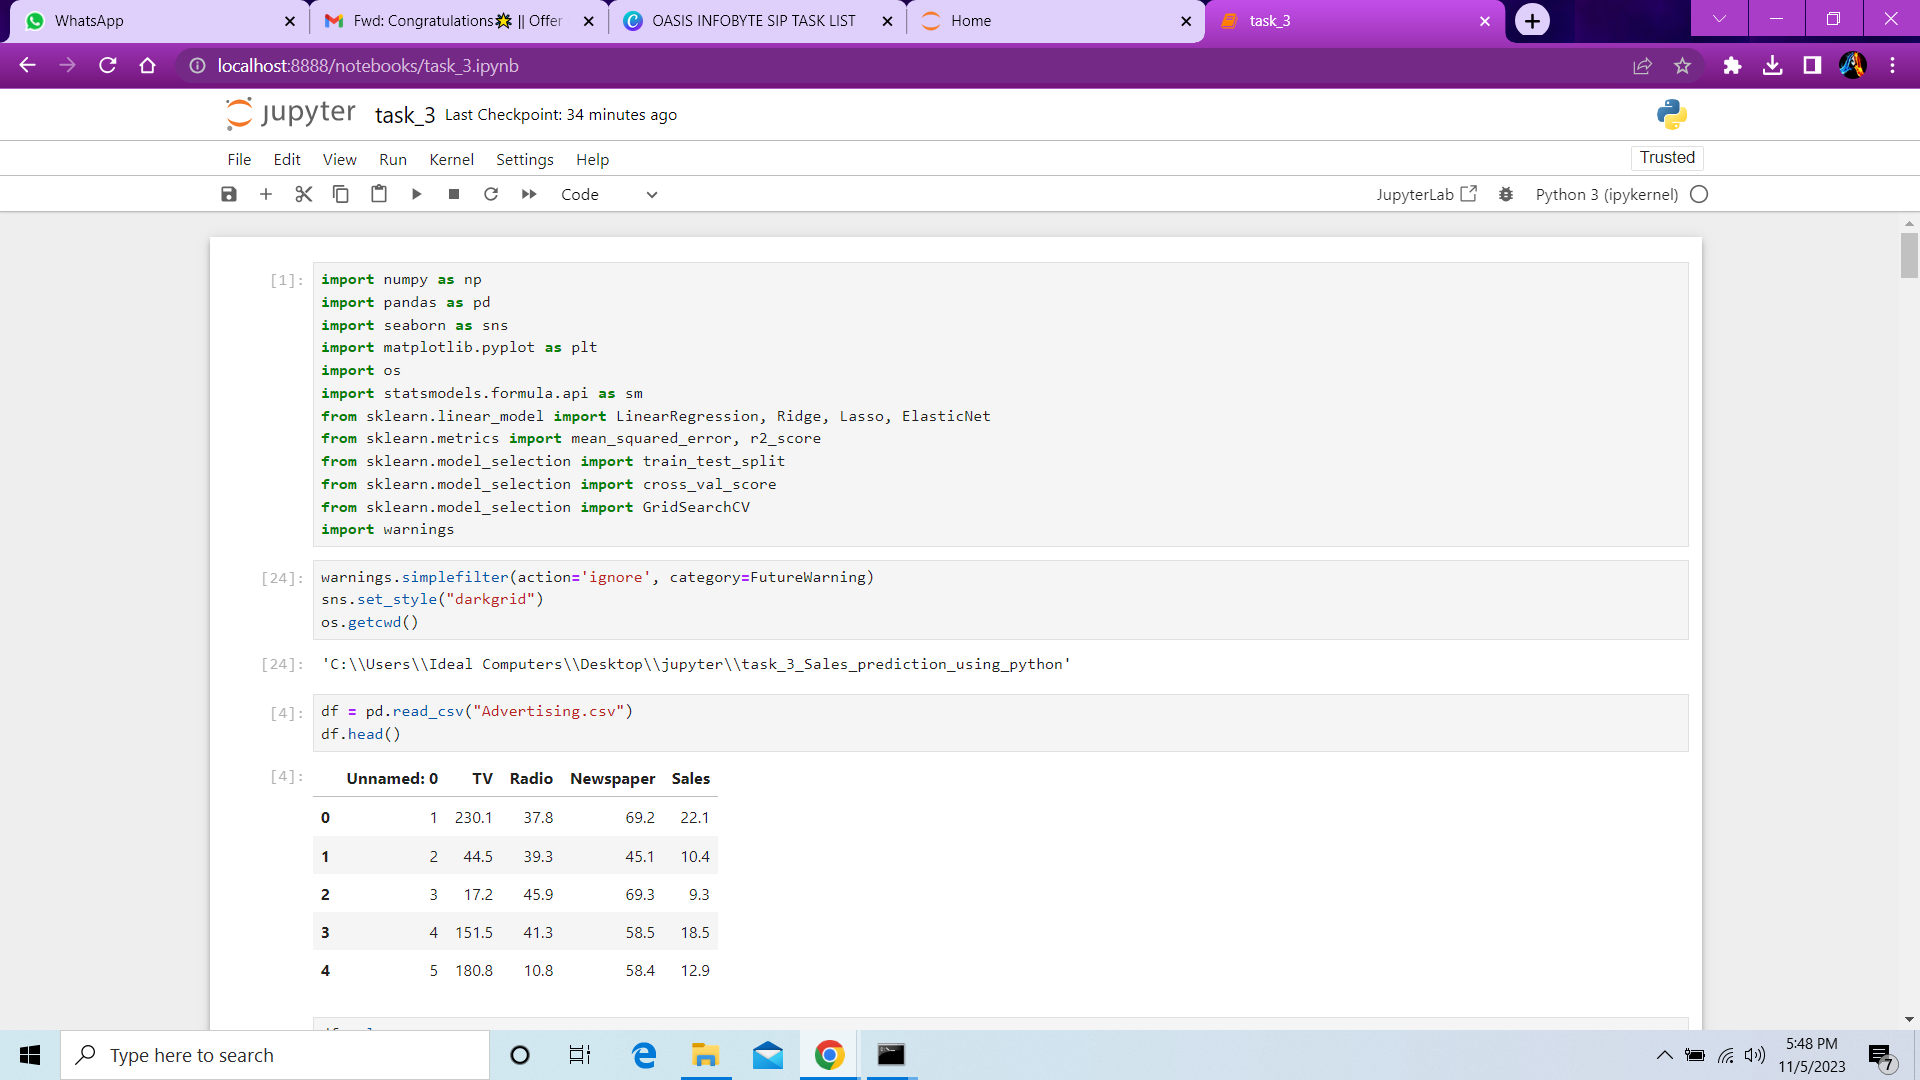 WhatsApp
Fwd: Congratulations🌟 || Offer
OASIS INFOBYTE SIP TASK LIST
Home
task_3
localhost:8888/notebooks/task_3.ipynb
jupyter task_3 Last Checkpoint: 34 minutes ago
File Edit View Run Kernel Settings Help
Trusted
Code
JupyterLab
Python 3 (ipykernel)
[1]:
import numpy as np
import pandas as pd
import seaborn as sns
import matplotlib.pyplot as plt
import os
import statsmodels.formula.api as sm
from sklearn.linear_model import LinearRegression, Ridge, Lasso, ElasticNet
from sklearn.metrics import mean_squared_error, r2_score
from sklearn.model_selection import train_test_split
from sklearn.model_selection import cross_val_score
from sklearn.model_selection import GridSearchCV
import warnings
[24]:
warnings.simplefilter(action='ignore', category=FutureWarning)
sns.set_style("darkgrid")
os.getcwd()
[24]: 'C:\\Users\\Ideal Computers\\Desktop\\jupyter\\task_3_Sales_prediction_using_python'
[4]:
df = pd.read_csv("Advertising.csv")
df.head()
[4]:
Unnamed: 0 TV Radio Newspaper Sales
0 1 230.1 37.8 69.2 22.1
1 2 44.5 39.3 45.1 10.4
2 3 17.2 45.9 69.3 9.3
3 4 151.5 41.3 58.5 18.5
4 5 180.8 10.8 58.4 12.9
Type here to search
5:48 PM
11/5/2023
7